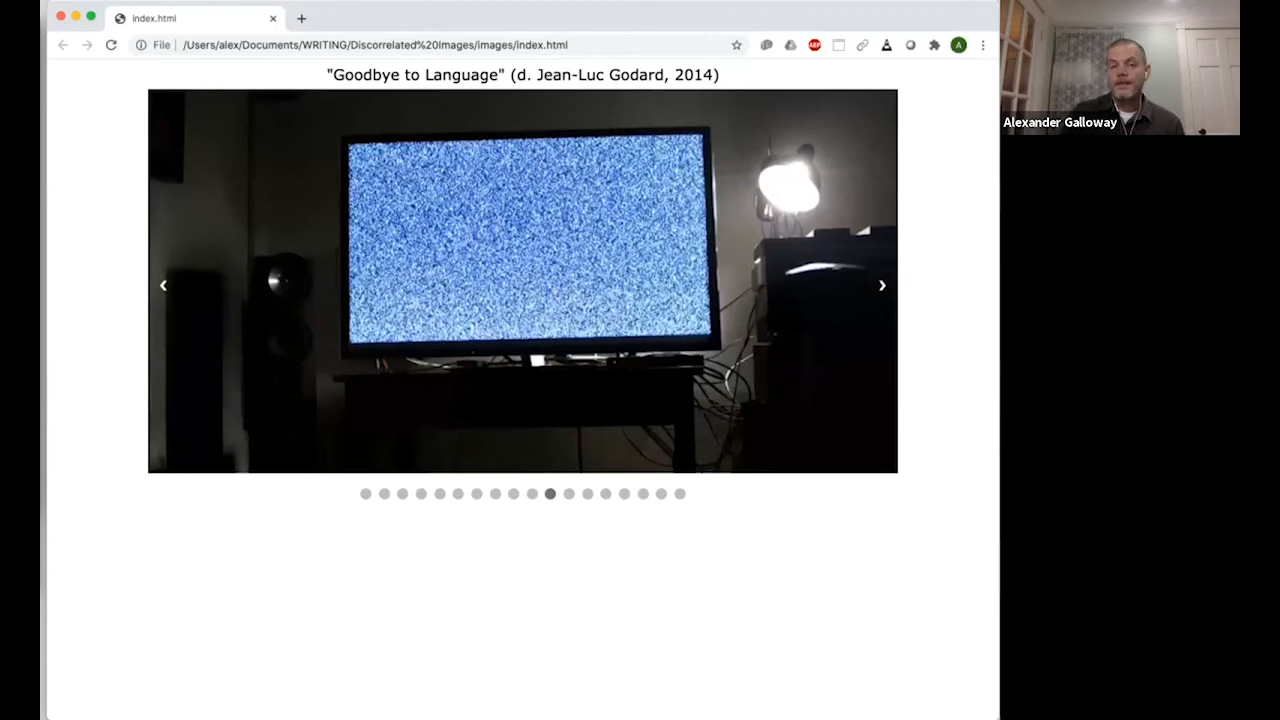 index.html
File
/Users/alex/Documents/WRITING/Discorrelated%20Images/images/index.html
ABP
A
"Goodbye to Language" (d. Jean-Luc Godard, 2014)
Alexander Galloway